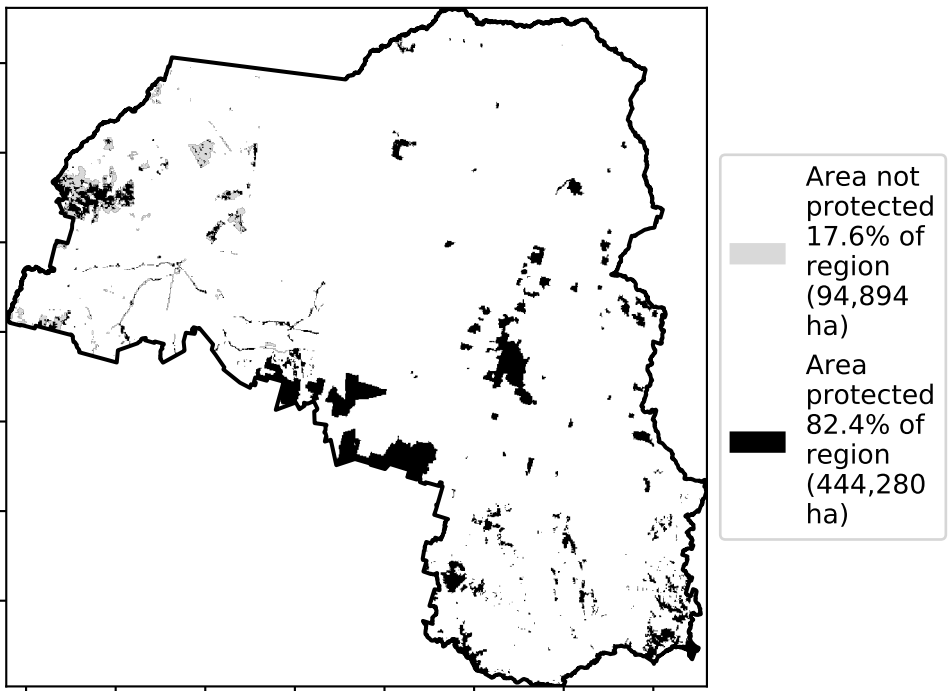 Area not
protected
17.6% of
region
(94,894
ha)
Area
protected
82.4% of
region
(444,280
ha)